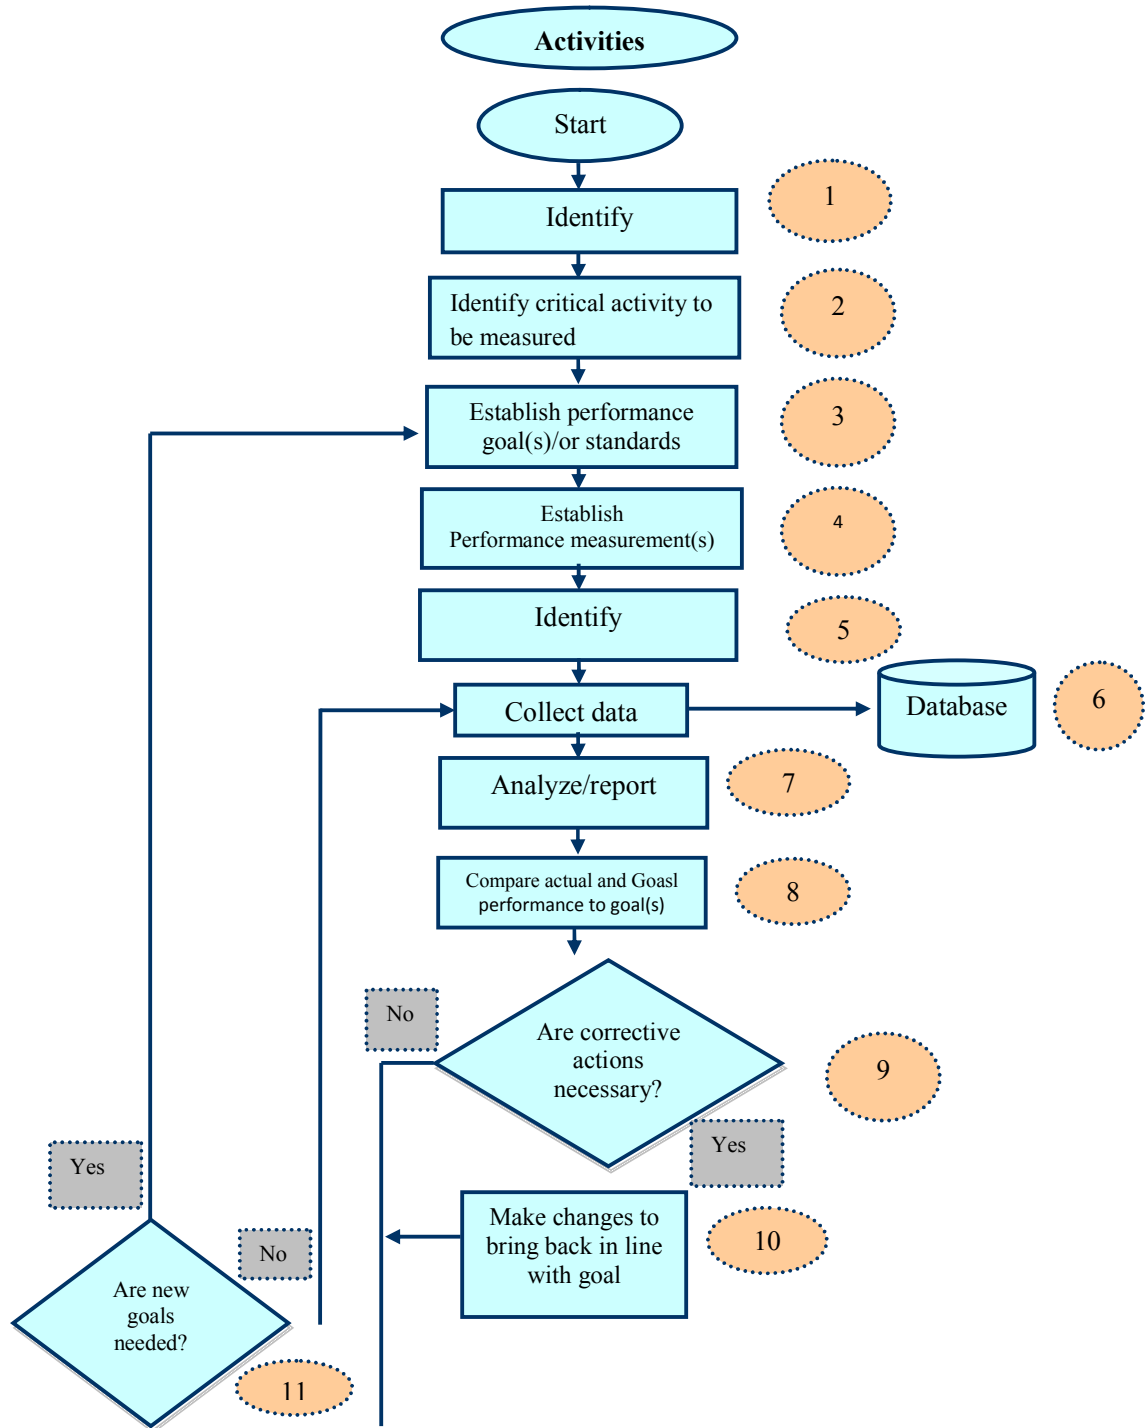 Activities
Start
Identify
1
Identify critical activity to
be measured
2
Establish performance
goal(s)/or standards
3
Establish
Performance measurement(s)
4
Identify
5
Collect data
Database
6
Analyze/report
7
Compare actual and Goasl
performance to goal(s)
8
No
Are corrective
actions
necessary?
9
Yes
Yes
Make changes to
bring back in line
with goal
10
No
Are new
goals
needed?
11